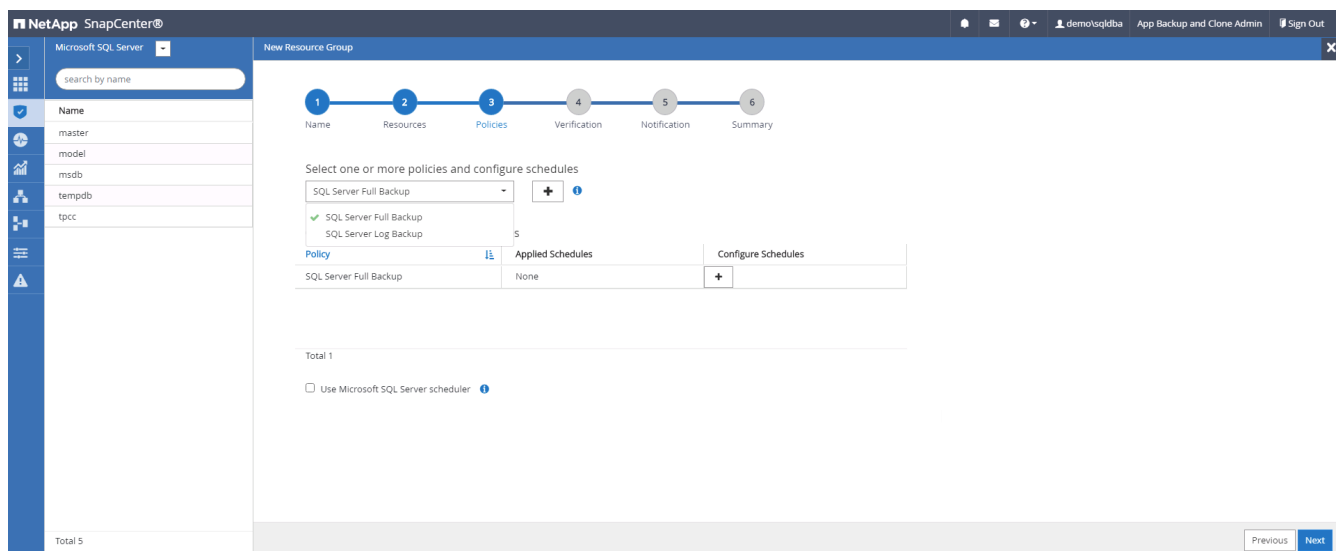 NetApp SnapCenter®
demo\sqldba App Backup and Clone Admin Sign Out
Microsoft SQL Server
New Resource Group
search by name
Name
master
model
msdb
tempdb
tpcc
Total 5
1 2 3 4 5 6
Name Resources Policies Verification Notification Summary
Select one or more policies and configure schedules
SQL Server Full Backup
SQL Server Full Backup
SQL Server Log Backup
s
Policy Applied Schedules Configure Schedules
SQL Server Full Backup None
Total 1
Use Microsoft SQL Server scheduler
Previous Next